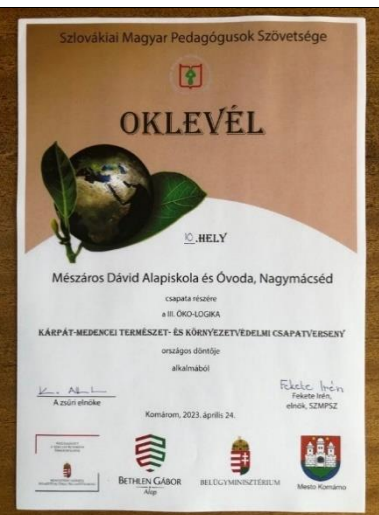 Szlovákiai Magyar Pedagógusok Szövetsége
OKLEVÉL
10.HELY
Mészáros Dávid Alapiskola és Óvoda, Nagymácséd
csapata részére
a III. ÖKO-LOGIKA
KÁRPÁT-MEDENCEI TERMÉSZET- ÉS KÖRNYEZETVÉDELMI CSAPATVERSENY
országos döntője
alkalmából
A zsűri elnöke
Fekete Irén
Fekete Irén,
elnök, SZMPSZ
Komárom, 2023. április 24.
BETHLEN GÁBOR
Alap
BELÜGYMINISZTÉRIUM
Mesto Komárno